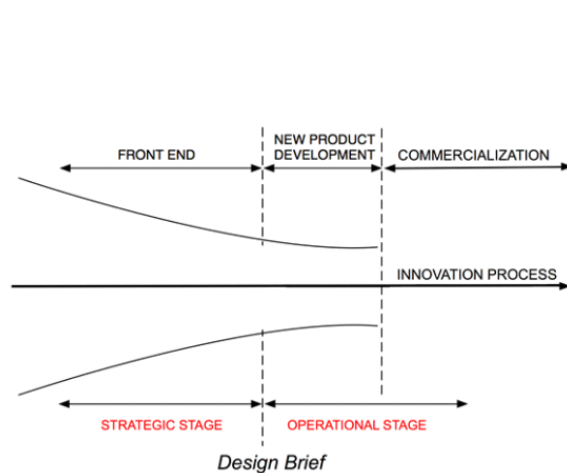 FRONT END
NEW PRODUCT
DEVELOPMENT
COMMERCIALIZATION
INNOVATION PROCESS
STRATEGIC STAGE
OPERATIONAL STAGE
Design Brief